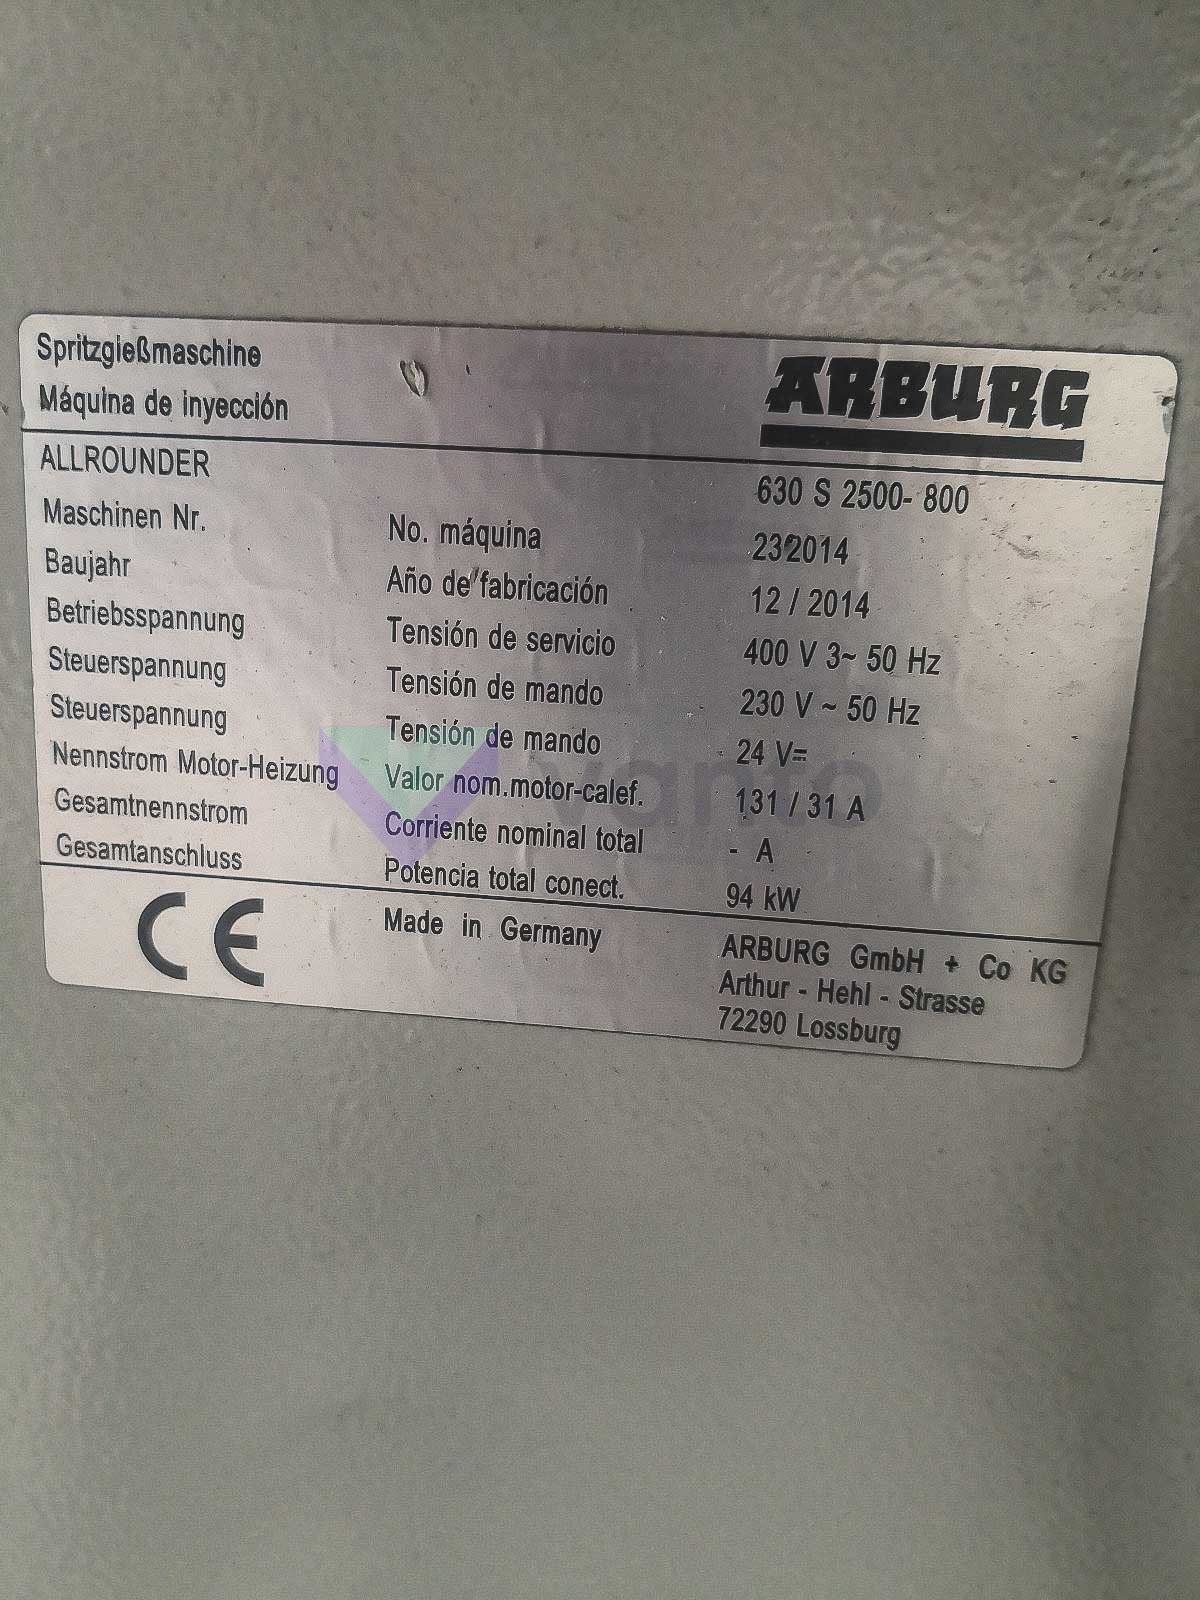 Spritzgießmaschine
Máquina de inyección
ARBURG
ALLROUNDER 630 S 2500- 800
Maschinen Nr. No. máquina 232014
Baujahr Año de fabricación 12 / 2014
Betriebsspannung Tensión de servicio 400 V 3~ 50 Hz
Steuerspannung Tensión de mando 230 V ~ 50 Hz
Steuerspannung Tensión de mando 24 V=
Nennstrom Motor-Heizung Valor nom.motor-calef. 131 / 31 A
Gesamtnennstrom Corriente nominal total - A
Gesamtanschluss Potencia total conect. 94 kW
CE Made in Germany ARBURG GmbH + Co KG
Arthur - Hehl - Strasse
72290 Lossburg